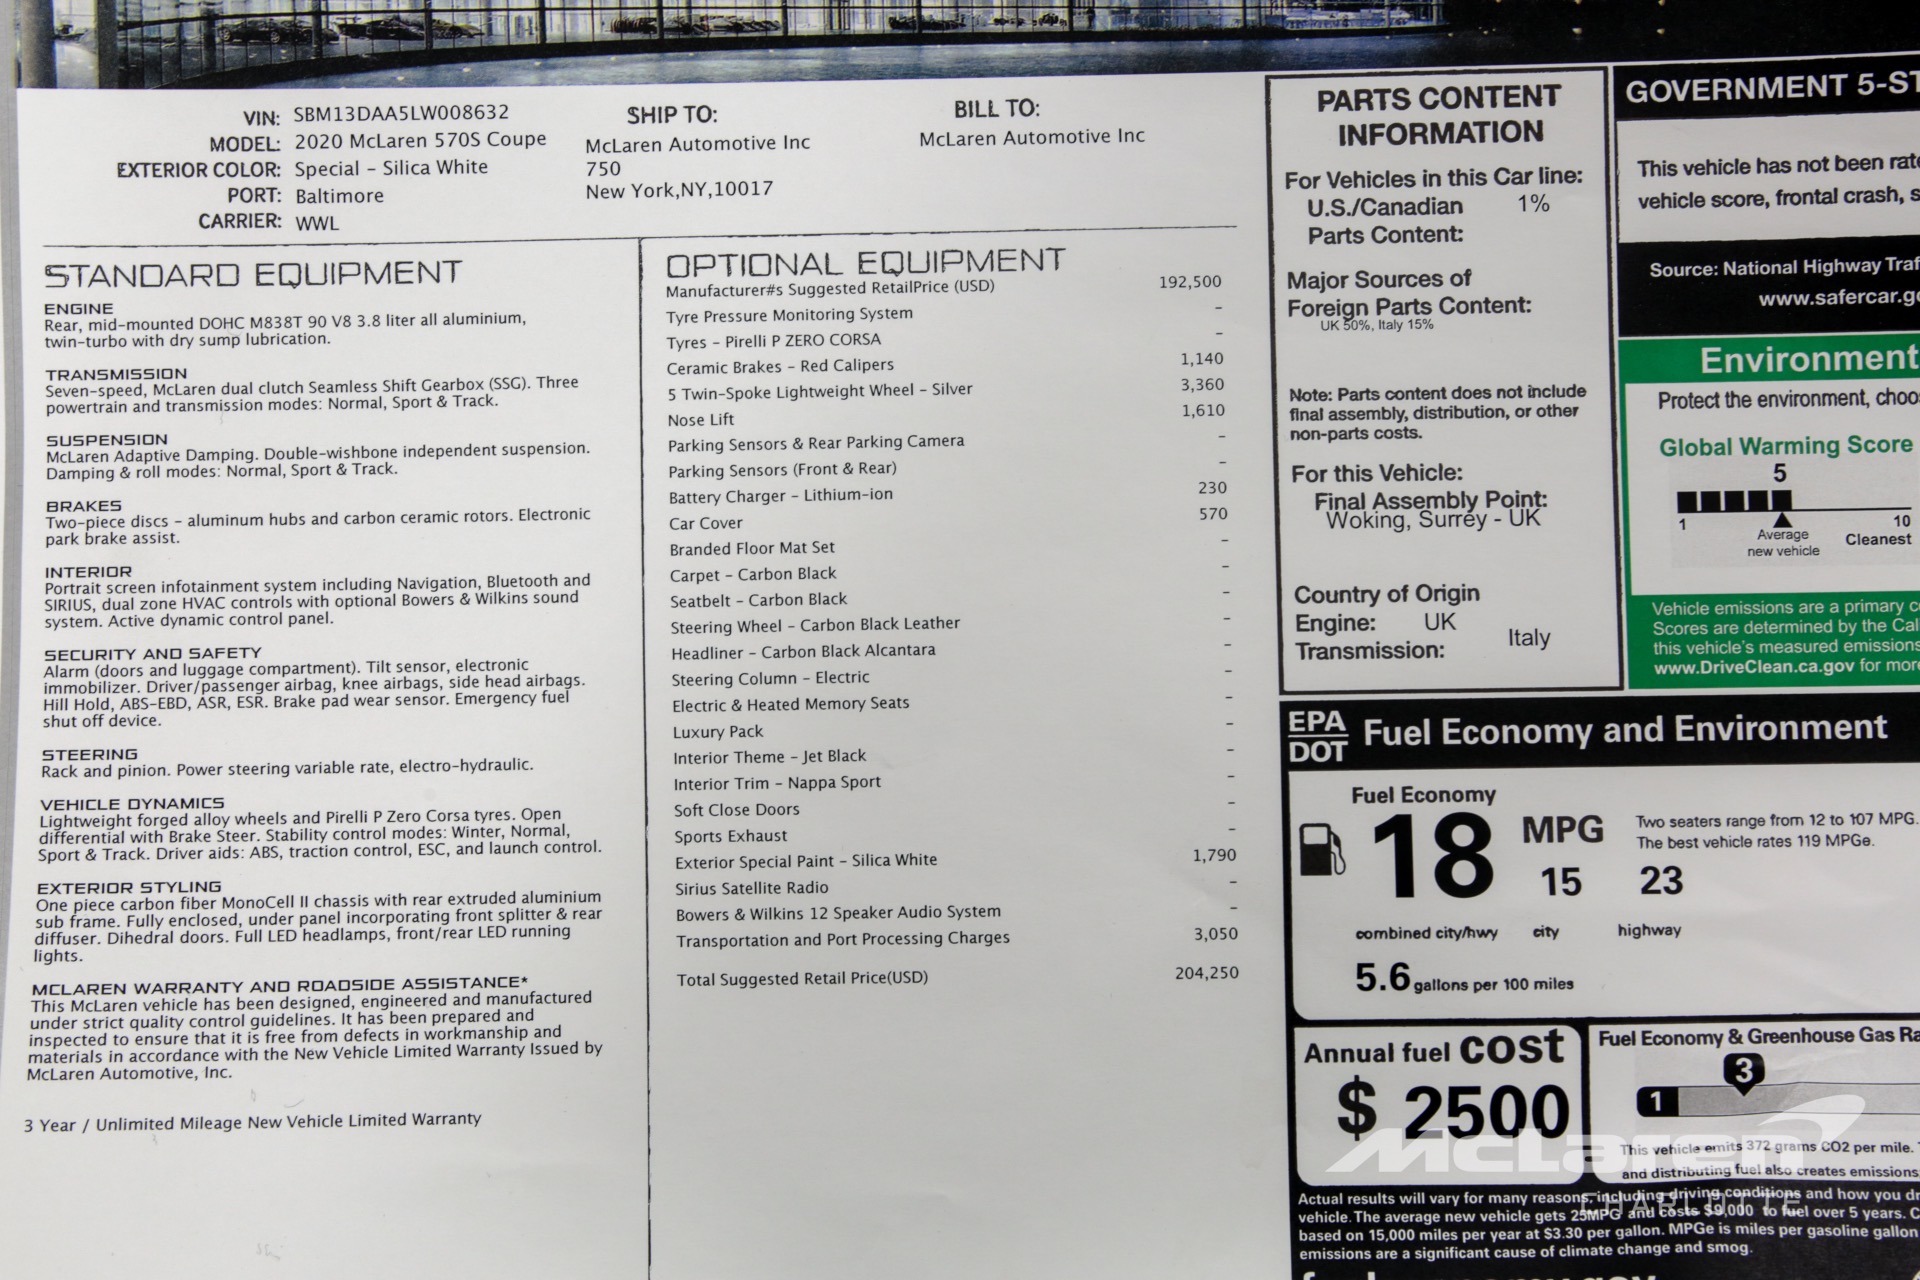 VIN: SBM13DAA5LW008632
MODEL: 2020 McLaren 570S Coupe
EXTERIOR COLOR: Special - Silica White
PORT: Baltimore
CARRIER: WWL
SHIP TO:
McLaren Automotive Inc
750
New York,NY,10017
BILL TO:
McLaren Automotive Inc
STANDARD EQUIPMENT
ENGINE
Rear, mid-mounted DOHC M838T 90 V8 3.8 liter all aluminium,
twin-turbo with dry sump lubrication.
TRANSMISSION
Seven-speed, McLaren dual clutch Seamless Shift Gearbox (SSG). Three
powertrain and transmission modes: Normal, Sport & Track.
SUSPENSION
McLaren Adaptive Damping. Double-wishbone independent suspension.
Damping & roll modes: Normal, Sport & Track.
BRAKES
Two-piece discs - aluminum hubs and carbon ceramic rotors. Electronic
park brake assist.
INTERIOR
Portrait screen infotainment system including Navigation, Bluetooth and
SIRIUS, dual zone HVAC controls with optional Bowers & Wilkins sound
system. Active dynamic control panel.
SECURITY AND SAFETY
Alarm (doors and luggage compartment). Tilt sensor, electronic
immobilizer. Driver/passenger airbag, knee airbags, side head airbags.
Hill Hold, ABS-EBD, ASR, ESR. Brake pad wear sensor. Emergency fuel
shut off device.
STEERING
Rack and pinion. Power steering variable rate, electro-hydraulic.
VEHICLE DYNAMICS
Lightweight forged alloy wheels and Pirelli P Zero Corsa tyres. Open
differential with Brake Steer. Stability control modes: Winter, Normal,
Sport & Track. Driver aids: ABS, traction control, ESC, and launch control.
EXTERIOR STYLING
One piece carbon fiber MonoCell II chassis with rear extruded aluminium
sub frame. Fully enclosed, under panel incorporating front splitter & rear
diffuser. Dihedral doors. Full LED headlamps, front/rear LED running
lights.
MCLAREN WARRANTY AND ROADSIDE ASSISTANCE*
This McLaren vehicle has been designed, engineered and manufactured
under strict quality control guidelines. It has been prepared and
inspected to ensure that it is free from defects in workmanship and
materials in accordance with the New Vehicle Limited Warranty Issued by
McLaren Automotive, Inc.
3 Year / Unlimited Mileage New Vehicle Limited Warranty
OPTIONAL EQUIPMENT
Manufacturer#s Suggested RetailPrice (USD) 192,500
Tyre Pressure Monitoring System -
Tyres - Pirelli P ZERO CORSA -
Ceramic Brakes - Red Calipers 1,140
5 Twin-Spoke Lightweight Wheel - Silver 3,360
Nose Lift 1,610
Parking Sensors & Rear Parking Camera -
Parking Sensors (Front & Rear) -
Battery Charger - Lithium-ion 230
Car Cover 570
Branded Floor Mat Set -
Carpet - Carbon Black -
Seatbelt - Carbon Black -
Steering Wheel - Carbon Black Leather -
Headliner - Carbon Black Alcantara -
Steering Column - Electric -
Electric & Heated Memory Seats -
Luxury Pack -
Interior Theme - Jet Black -
Interior Trim - Nappa Sport -
Soft Close Doors -
Sports Exhaust -
Exterior Special Paint - Silica White 1,790
Sirius Satellite Radio -
Bowers & Wilkins 12 Speaker Audio System -
Transportation and Port Processing Charges 3,050
Total Suggested Retail Price(USD) 204,250
PARTS CONTENT
INFORMATION
For Vehicles in this Car line:
U.S./Canadian 1%
Parts Content:
Major Sources of
Foreign Parts Content:
UK 50%, Italy 15%
Note: Parts content does not include
final assembly, distribution, or other
non-parts costs.
For this Vehicle:
Final Assembly Point:
Woking, Surrey - UK
Country of Origin
Engine: UK
Transmission: Italy
GOVERNMENT 5-ST
This vehicle has not been rate
vehicle score, frontal crash, s
Source: National Highway Traf
www.safercar.go
Environment
Protect the environment, choo
Global Warming Score
5
1 10
Average Cleanest
new vehicle
Vehicle emissions are a primary c
Scores are determined by the Cal
this vehicle's measured emissions
www.DriveClean.ca.gov for more
EPA
DOT
Fuel Economy and Environment
Fuel Economy
18 MPG
15 23
combined city/hwy city highway
Two seaters range from 12 to 107 MPG.
The best vehicle rates 119 MPGe.
5.6 gallons per 100 miles
Annual fuel cost
$ 2500
Fuel Economy & Greenhouse Gas Ra
3
1
This vehicle emits 372 grams CO2 per mile.
and distributing fuel also creates emissions
McLaren
CHARLOTTE
Actual results will vary for many reasons, including driving conditions and how you dr
vehicle. The average new vehicle gets 25MPG and costs $9,000 to fuel over 5 years. C
based on 15,000 miles per year at $3.30 per gallon. MPGe is miles per gasoline gallon
emissions are a significant cause of climate change and smog.